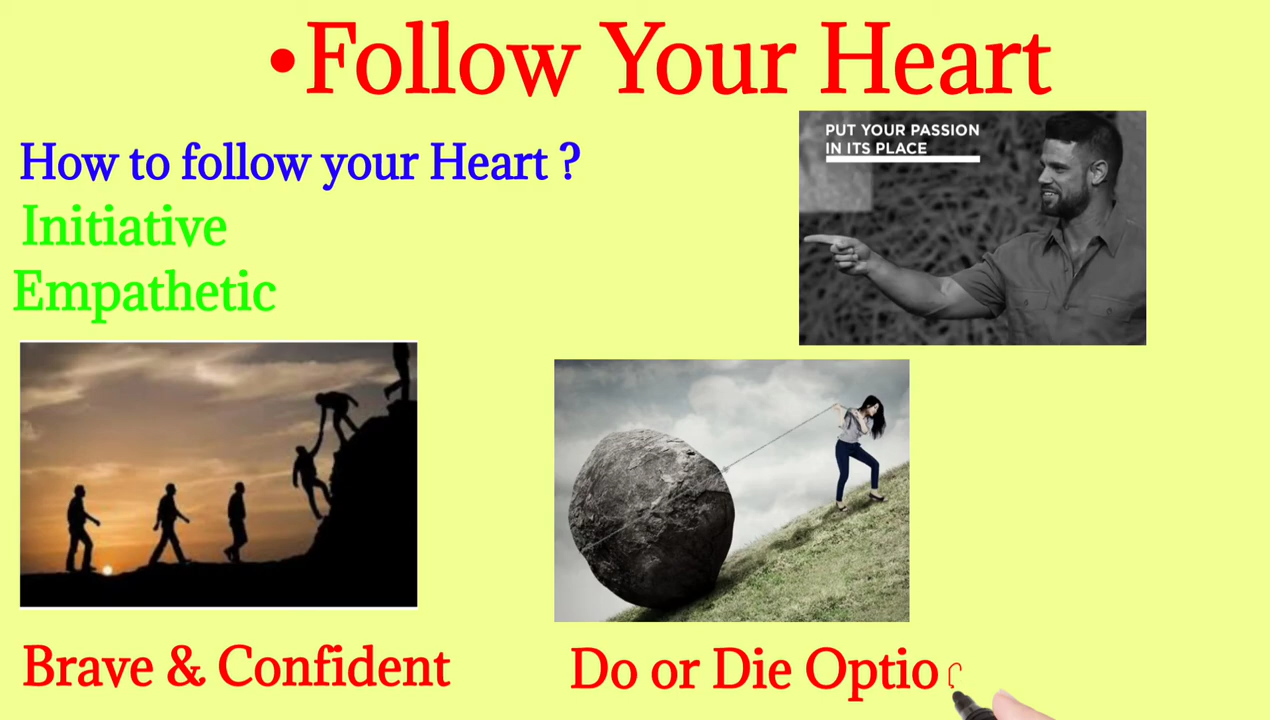 •Follow Your Heart
PUT YOUR PASSION
IN ITS PLACE
How to follow your Heart ?
Initiative
Empathetic
Brave & Confident
Do or Die Optio